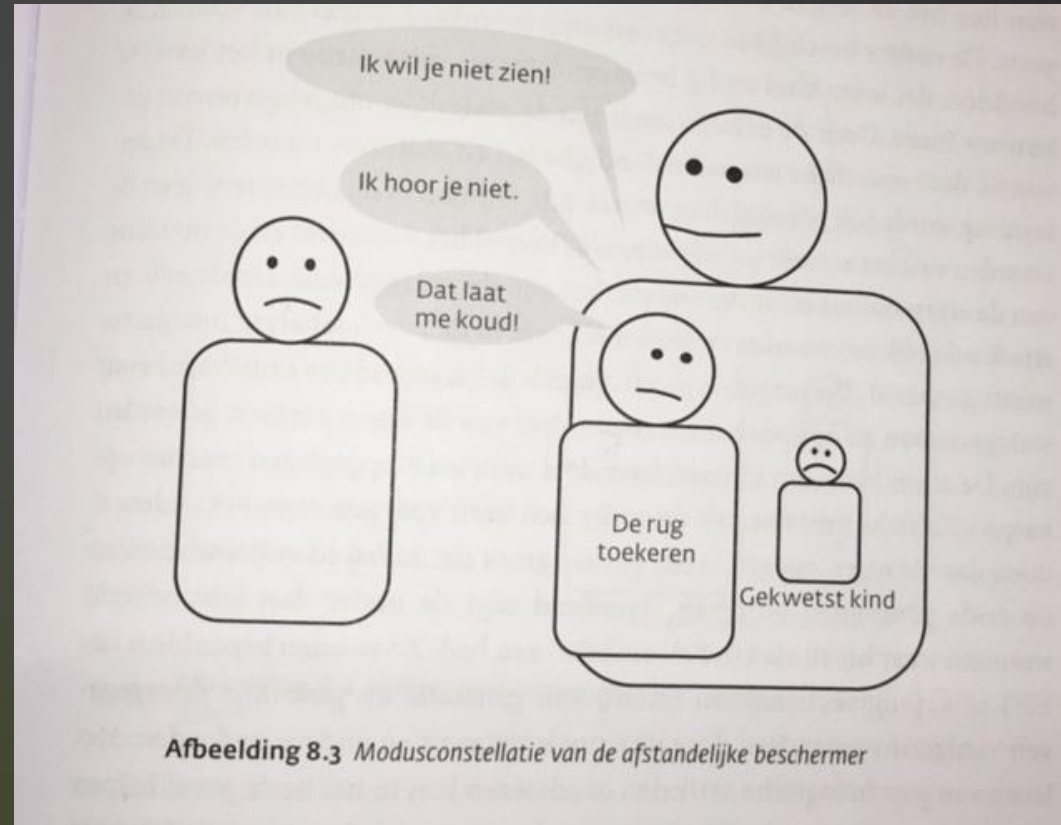 Ik wil je niet zien!
Ik hoor je niet.
Dat laat
me koud!
De rug
toekeren
Gekwetst kind
Afbeelding 8.3 Modusconstellatie van de afstandelijke beschermer